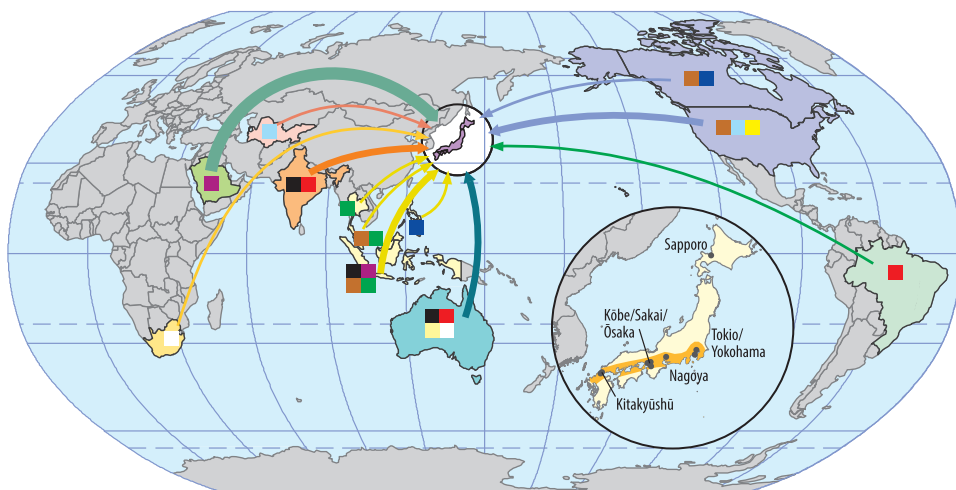 Sapporo
Kōbe/Sakai/
Ōsaka
Tokio/
Yokohama
Nagoya
Kitakyūshū